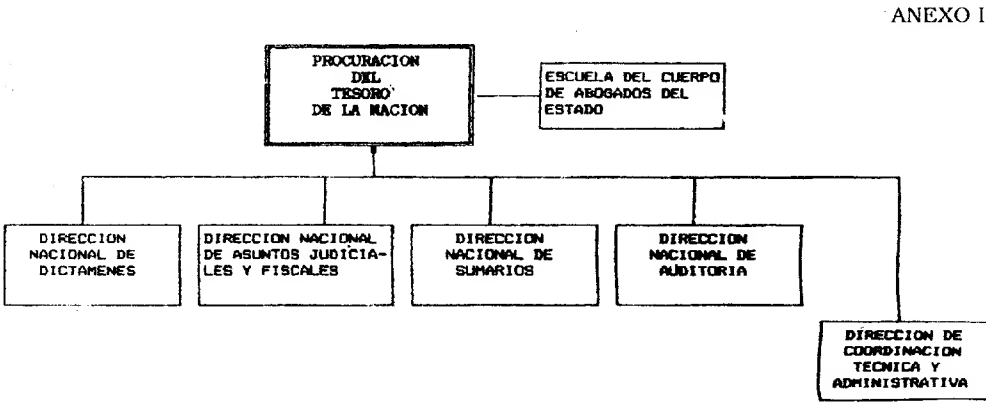 ANEXO I
PROCURACION
DEL
TESORO
DE LA NACION
ESCUELA DEL CUERPO
DE ABOGADOS DEL
ESTADO
DIRECCION
NACIONAL DE
DICTAMENES
DIRECCION NACIONAL
DE ASUNTOS JUDICIA-
LES Y FISCALES
DIRECCION
NACIONAL DE
SUMARIOS
DIRECCION
NACIONAL DE
AUDITORIA
DIRECCION DE
COORDINACION
TECNICA Y
ADMINISTRATIVA